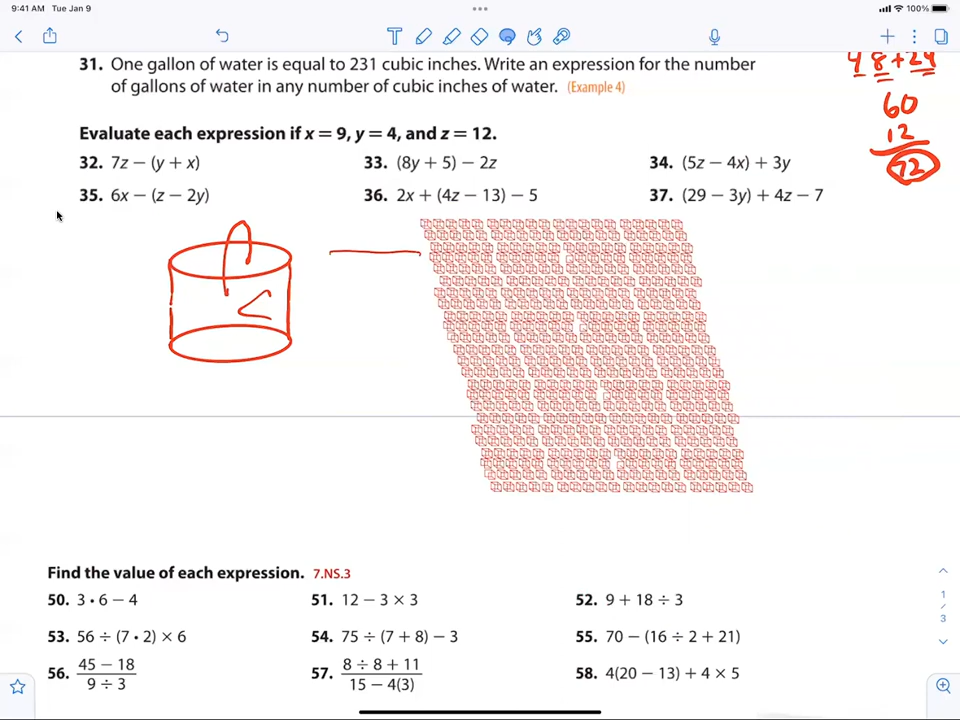 9:41 AM Tue Jan 9
100%
31. One gallon of water is equal to 231 cubic inches. Write an expression for the number
of gallons of water in any number of cubic inches of water. (Example 4)
48+24
60
12
72
Evaluate each expression if x = 9, y = 4, and z = 12.
32. 7z − (y + x)
33. (8y + 5) − 2z
34. (5z − 4x) + 3y
35. 6x − (z − 2y)
36. 2x + (4z − 13) − 5
37. (29 − 3y) + 4z − 7
Find the value of each expression. 7.NS.3
50. 3 • 6 − 4
51. 12 − 3 × 3
52. 9 + 18 ÷ 3
53. 56 ÷ (7 • 2) × 6
54. 75 ÷ (7 + 8) − 3
55. 70 − (16 ÷ 2 + 21)
56. 45 − 18
9 ÷ 3
57. 8 ÷ 8 + 11
15 − 4(3)
58. 4(20 − 13) + 4 × 5
1
/
3